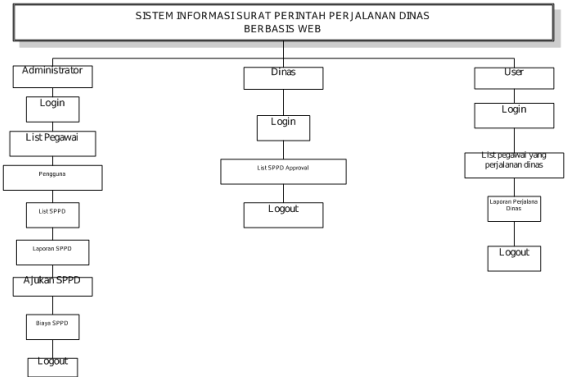 SISTEM INFORMASI SURAT PERINTAH PERJALANAN DINAS
BERBASIS WEB
Administrator
Login
List Pegawai
Pengguna
List SPPD
Laporan SPPD
Ajukan SPPD
Biaya SPPD
Logout
Dinas
Login
List SPPD Approval
Logout
User
Login
List pegawai yang
perjalanan dinas
Laporan Perjalana
Dinas
Logout